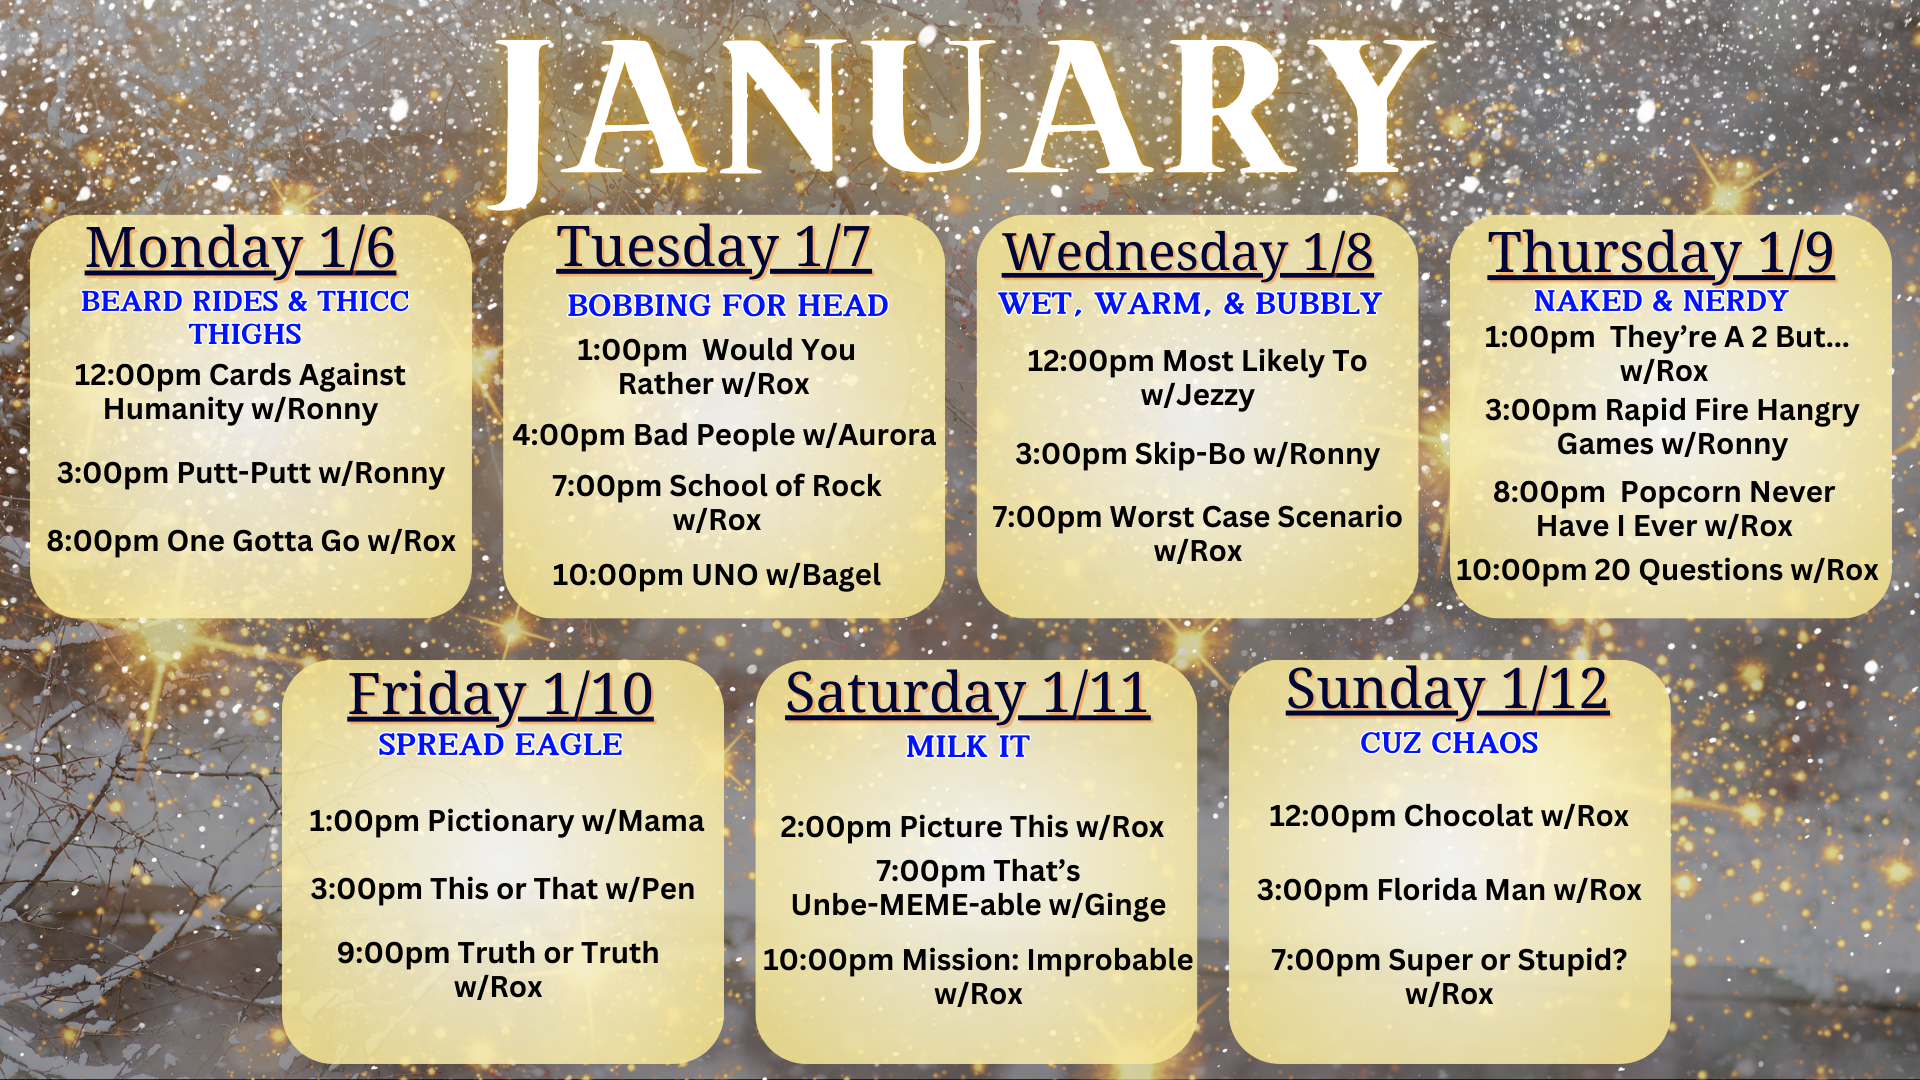 JANUARY
Monday 1/6
BEARD RIDES & THICC
THIGHS
12:00pm Cards Against
Humanity w/Ronny
3:00pm Putt-Putt w/Ronny
8:00pm One Gotta Go w/Rox
Tuesday 1/7
BOBBING FOR HEAD
1:00pm Would You
Rather w/Rox
4:00pm Bad People w/Aurora
7:00pm School of Rock
w/Rox
10:00pm UNO w/Bagel
Wednesday 1/8
WET, WARM, & BUBBLY
12:00pm Most Likely To
w/Jezzy
3:00pm Skip-Bo w/Ronny
7:00pm Worst Case Scenario
w/Rox
Thursday 1/9
NAKED & NERDY
1:00pm They’re A 2 But...
w/Rox
3:00pm Rapid Fire Hangry
Games w/Ronny
8:00pm Popcorn Never
Have I Ever w/Rox
10:00pm 20 Questions w/Rox
Friday 1/10
SPREAD EAGLE
1:00pm Pictionary w/Mama
3:00pm This or That w/Pen
9:00pm Truth or Truth
w/Rox
Saturday 1/11
MILK IT
2:00pm Picture This w/Rox
7:00pm That’s
Unbe-MEME-able w/Ginge
10:00pm Mission: Improbable
w/Rox
Sunday 1/12
CUZ CHAOS
12:00pm Chocolat w/Rox
3:00pm Florida Man w/Rox
7:00pm Super or Stupid?
w/Rox